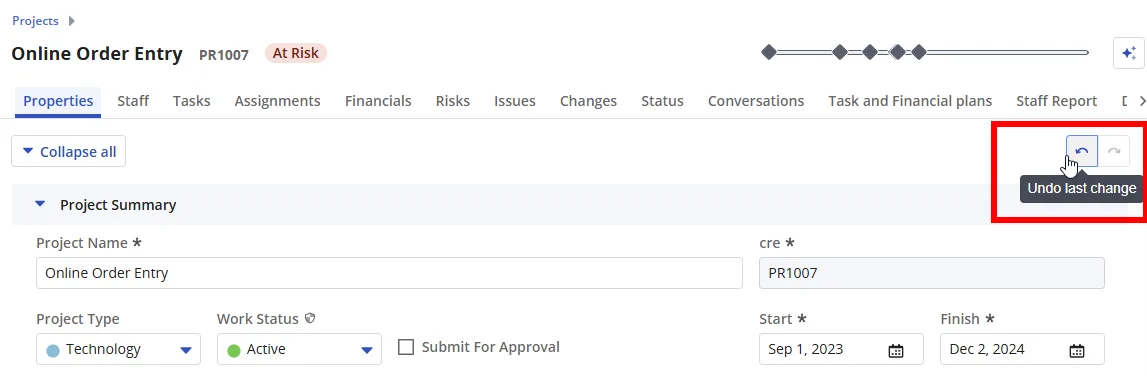 Projects
Online Order Entry PR1007 At Risk
Properties Staff Tasks Assignments Financials Risks Issues Changes Status Conversations Task and Financial plans Staff Report
Collapse all
Undo last change
Project Summary
Project Name * cre *
Online Order Entry PR1007
Project Type Work Status Submit For Approval Start * Finish *
Technology Active Sep 1, 2023 Dec 2, 2024